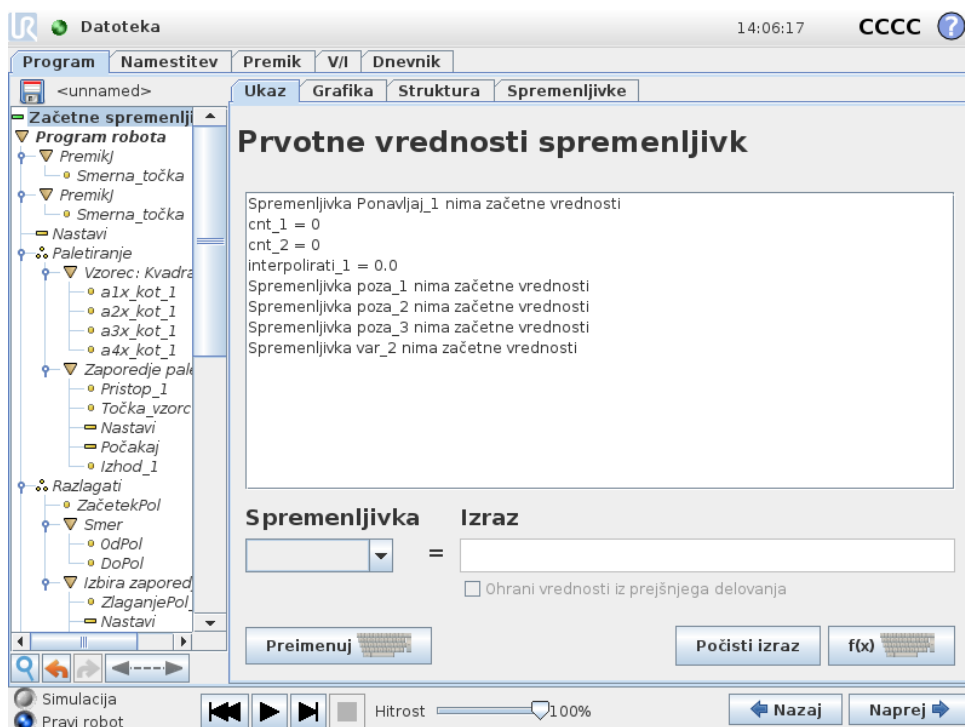 UR Datoteka 14:06:17 CCCC ?
Program Namestitev Premik V/I Dnevnik
<unnamed>
Ukaz Grafika Struktura Spremenljivke
Začetne spremenlji
Program robota
PremikJ
Smerna_točka
PremikJ
Smerna_točka
Nastavi
Paletiranje
Vzorec: Kvadra
a1x_kot_1
a2x_kot_1
a3x_kot_1
a4x_kot_1
Zaporedje pale
Pristop_1
Točka_vzorc
Nastavi
Počakaj
Izhod_1
Razlagati
ZačetekPol
Smer
OdPol
DoPol
Izbira zapored
ZlaganjePol_
Nastavi
Prvotne vrednosti spremenljivk
Spremenljivka Ponavljaj_1 nima začetne vrednosti
cnt_1 = 0
cnt_2 = 0
interpolirati_1 = 0.0
Spremenljivka poza_1 nima začetne vrednosti
Spremenljivka poza_2 nima začetne vrednosti
Spremenljivka poza_3 nima začetne vrednosti
Spremenljivka var_2 nima začetne vrednosti
Spremenljivka Izraz
=
Ohrani vrednosti iz prejšnjega delovanja
Preimenuj Počisti izraz f(x)
Simulacija
Pravi robot
Hitrost 100% Nazaj Naprej